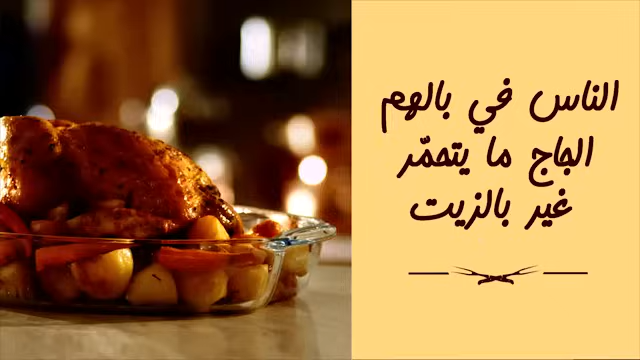 الناس في بالهم
الجاج ما يتحمّر
غير بالزيت